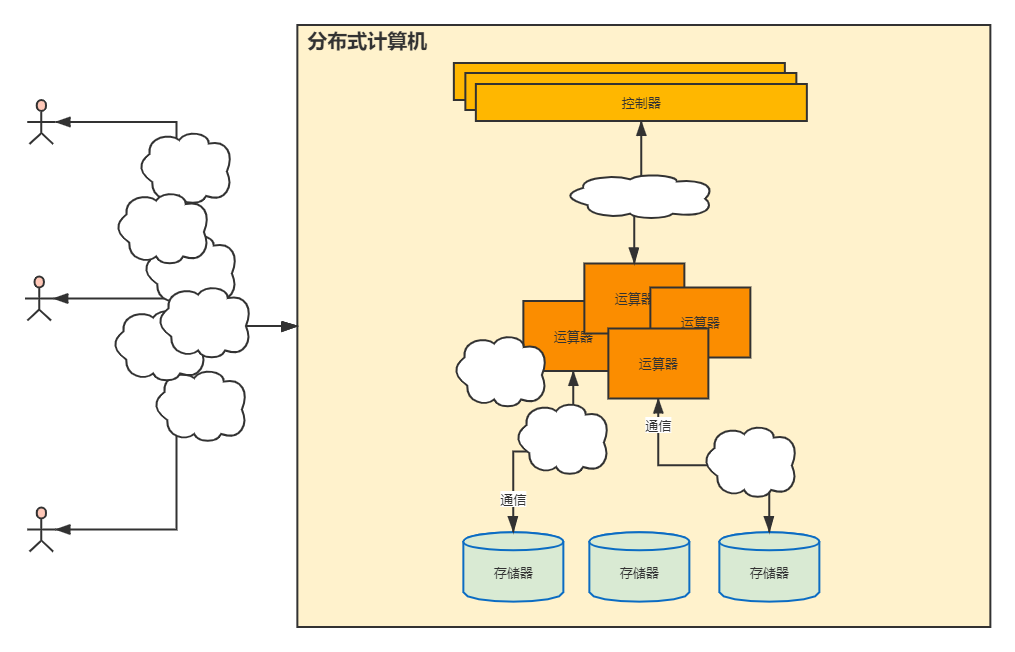 分布式计算机
控制器
运算器
运算器
运算器
运算器
通信
通信
存储器
存储器
存储器